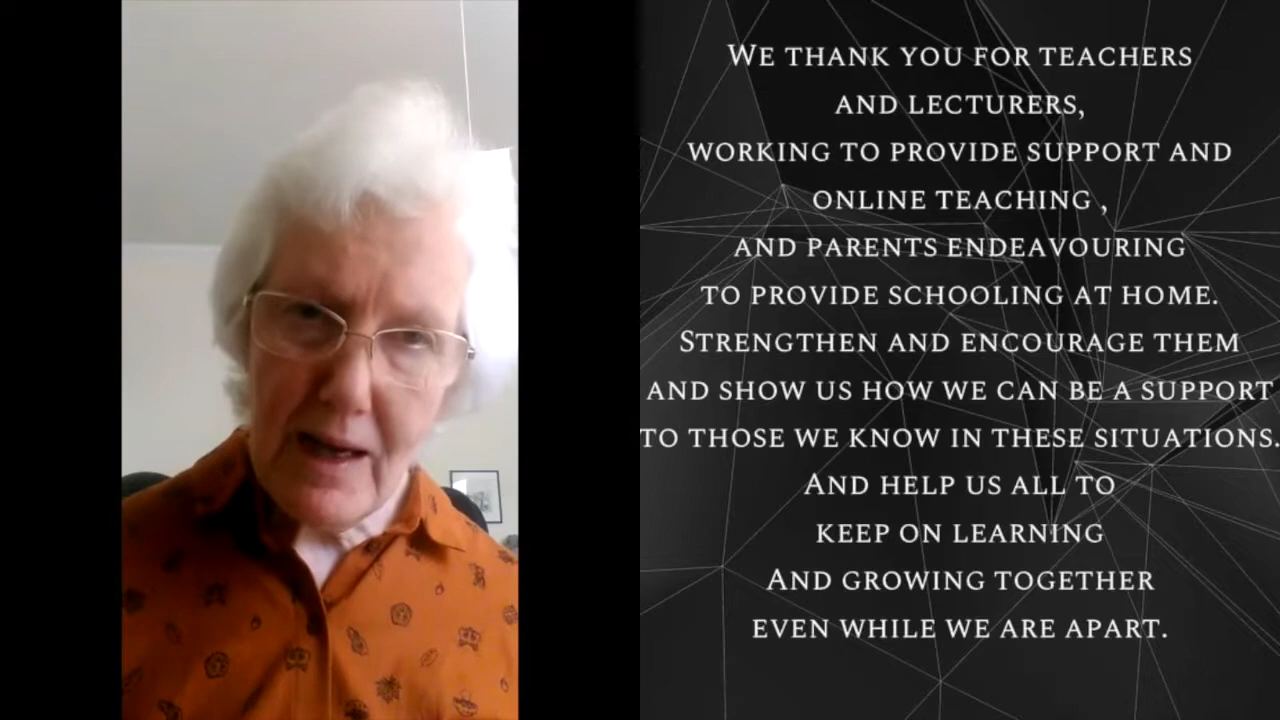 We thank you for teachers
and lecturers,
working to provide support and
online teaching ,
and parents endeavouring
to provide schooling at home.
Strengthen and encourage them
and show us how we can be a support
to those we know in these situations.
And help us all to
keep on learning
And growing together
even while we are apart.